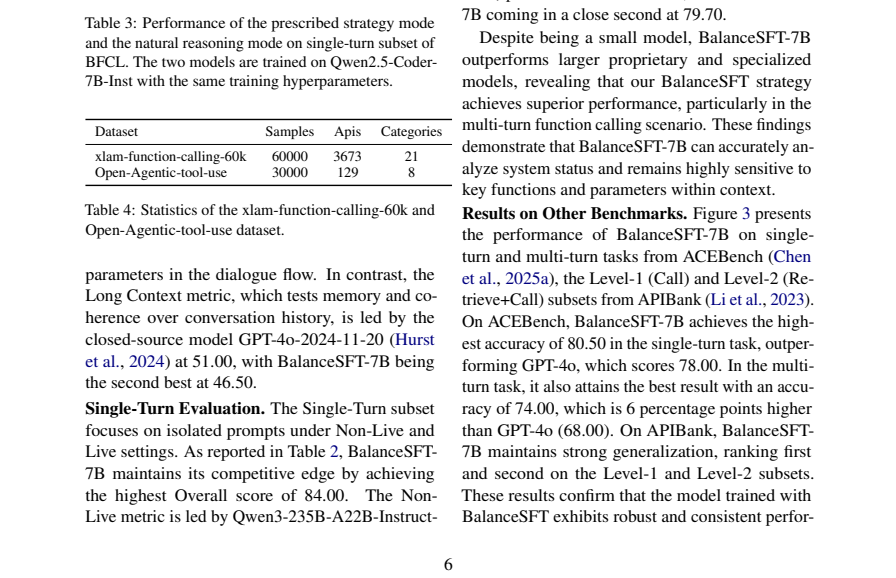 Table 3: Performance of the prescribed strategy mode
and the natural reasoning mode on single-turn subset of
BFCL. The two models are trained on Qwen2.5-Coder-
7B-Inst with the same training hyperparameters.
Dataset Samples Apis Categories
xlam-function-calling-60k 60000 3673 21
Open-Agentic-tool-use 30000 129 8
Table 4: Statistics of the xlam-function-calling-60k and
Open-Agentic-tool-use dataset.
parameters in the dialogue flow. In contrast, the
Long Context metric, which tests memory and co-
herence over conversation history, is led by the
closed-source model GPT-4o-2024-11-20 (Hurst
et al., 2024) at 51.00, with BalanceSFT-7B being
the second best at 46.50.
Single-Turn Evaluation. The Single-Turn subset
focuses on isolated prompts under Non-Live and
Live settings. As reported in Table 2, BalanceSFT-
7B maintains its competitive edge by achieving
the highest Overall score of 84.00. The Non-
Live metric is led by Qwen3-235B-A22B-Instruct-
7B coming in a close second at 79.70.
Despite being a small model, BalanceSFT-7B
outperforms larger proprietary and specialized
models, revealing that our BalanceSFT strategy
achieves superior performance, particularly in the
multi-turn function calling scenario. These findings
demonstrate that BalanceSFT-7B can accurately an-
alyze system status and remains highly sensitive to
key functions and parameters within context.
Results on Other Benchmarks. Figure 3 presents
the performance of BalanceSFT-7B on single-
turn and multi-turn tasks from ACEBench (Chen
et al., 2025a), the Level-1 (Call) and Level-2 (Re-
trieve+Call) subsets from APIBank (Li et al., 2023).
On ACEBench, BalanceSFT-7B achieves the high-
est accuracy of 80.50 in the single-turn task, outper-
forming GPT-4o, which scores 78.00. In the multi-
turn task, it also attains the best result with an accu-
racy of 74.00, which is 6 percentage points higher
than GPT-4o (68.00). On APIBank, BalanceSFT-
7B maintains strong generalization, ranking first
and second on the Level-1 and Level-2 subsets.
These results confirm that the model trained with
BalanceSFT exhibits robust and consistent perfor-
6